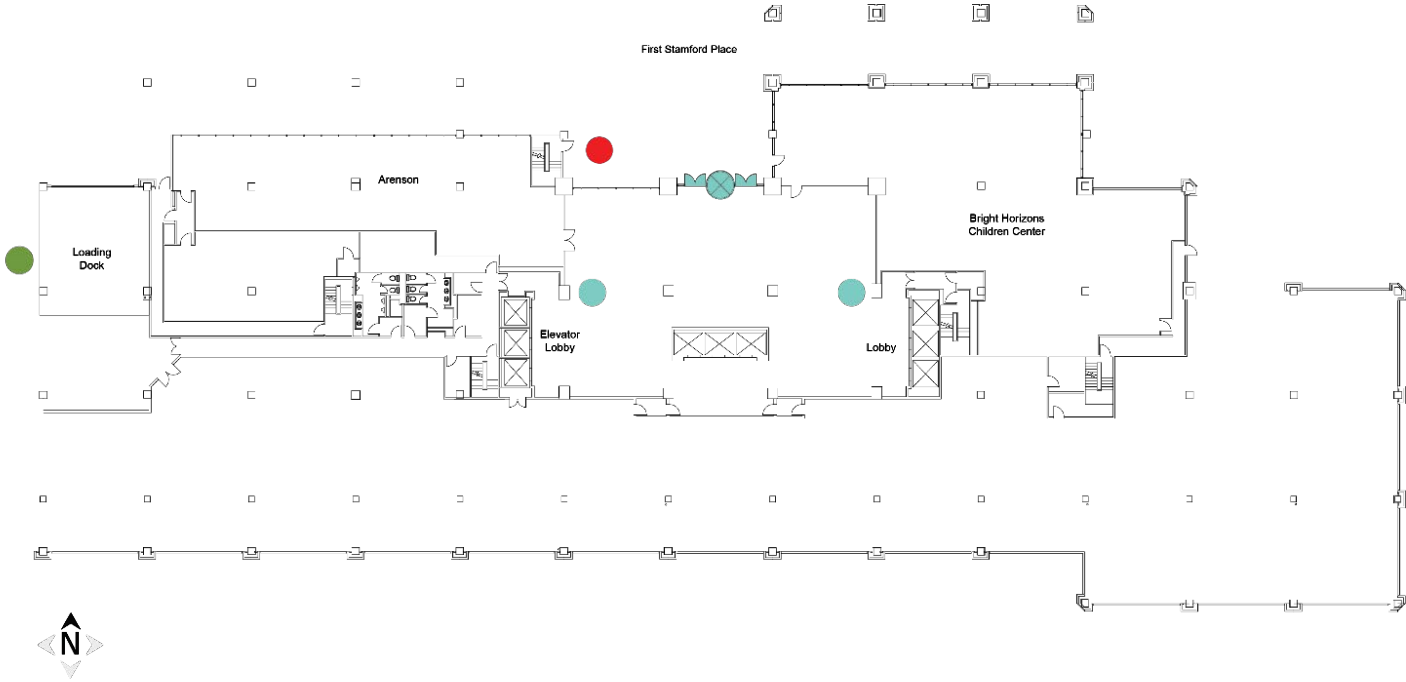 First Stamford Place
Arenson
Bright Horizons
Children Center
Loading
Dock
Elevator
Lobby
Lobby
N